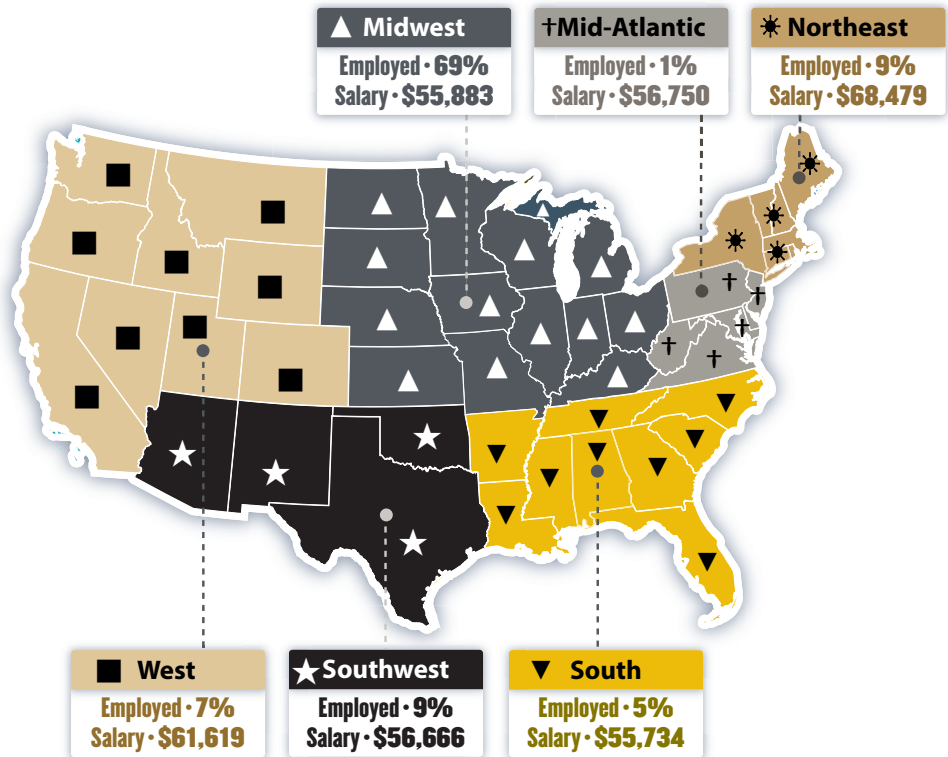 Midwest
Employed • 69%
Salary • $55,883
†Mid-Atlantic
Employed • 1%
Salary • $56,750
Northeast
Employed • 9%
Salary • $68,479
West
Employed • 7%
Salary • $61,619
Southwest
Employed • 9%
Salary • $56,666
South
Employed • 5%
Salary • $55,734